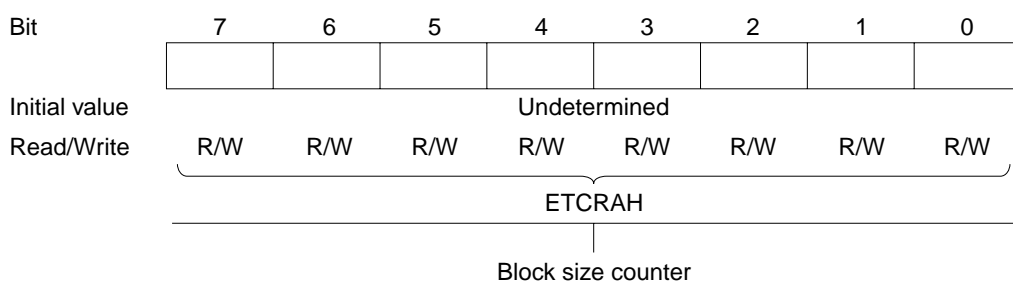 Bit 7 6 5 4 3 2 1 0
Initial value Undetermined
Read/Write R/W R/W R/W R/W R/W R/W R/W R/W
ETCRAH
Block size counter